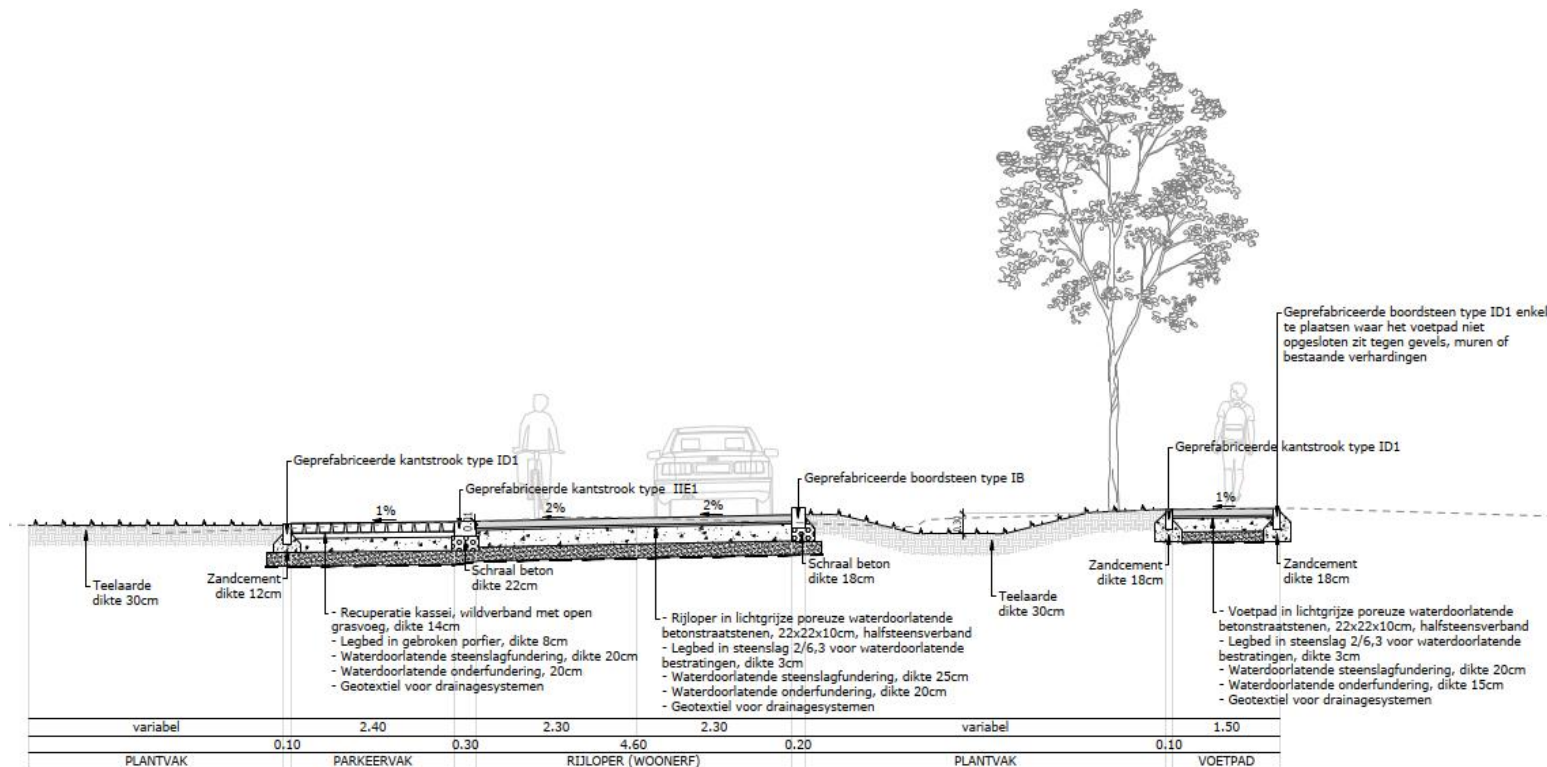 Geprefabriceerde boordsteen type ID1 enkel
te plaatsen waar het voetpad niet
opgesloten zit tegen gevels, muren of
bestaande verhardingen
Geprefabriceerde kantstrook type ID1
Geprefabriceerde kantstrook type IIE1
Geprefabriceerde boordsteen type IB
Geprefabriceerde kantstrook type ID1
1%
2%
2%
1%
0.30
Teelaarde
dikte 30cm
Zandcement
dikte 12cm
Schraal beton
dikte 22cm
Schraal beton
dikte 18cm
Teelaarde
dikte 30cm
Zandcement
dikte 18cm
Zandcement
dikte 18cm
- Recuperatie kassei, wildverband met open
grasvoeg, dikte 14cm
- Legbed in gebroken porfier, dikte 8cm
- Waterdoorlatende steenslagfundering, dikte 20cm
- Waterdoorlatende onderfundering, 20cm
- Geotextiel voor drainagesystemen
- Rijloper in lichtgrijze poreuze waterdoorlatende
betonstraatstenen, 22x22x10cm, halfsteensverband
- Legbed in steenslag 2/6,3 voor waterdoorlatende
bestratingen, dikte 3cm
- Waterdoorlatende steenslagfundering, dikte 25cm
- Waterdoorlatende onderfundering, dikte 20cm
- Geotextiel voor drainagesystemen
- Voetpad in lichtgrijze poreuze waterdoorlatende
betonstraatstenen, 22x22x10cm, halfsteensverband
- Legbed in steenslag 2/6,3 voor waterdoorlatende
bestratingen, dikte 3cm
- Waterdoorlatende steenslagfundering, dikte 20cm
- Waterdoorlatende onderfundering, dikte 15cm
- Geotextiel voor drainagesystemen
variabel 2.40 2.30 2.30 variabel 1.50
0.10 0.30 4.60 0.20 0.10
PLANTVAK PARKEERVAK RIJLOPER (WOONERF) PLANTVAK VOETPAD